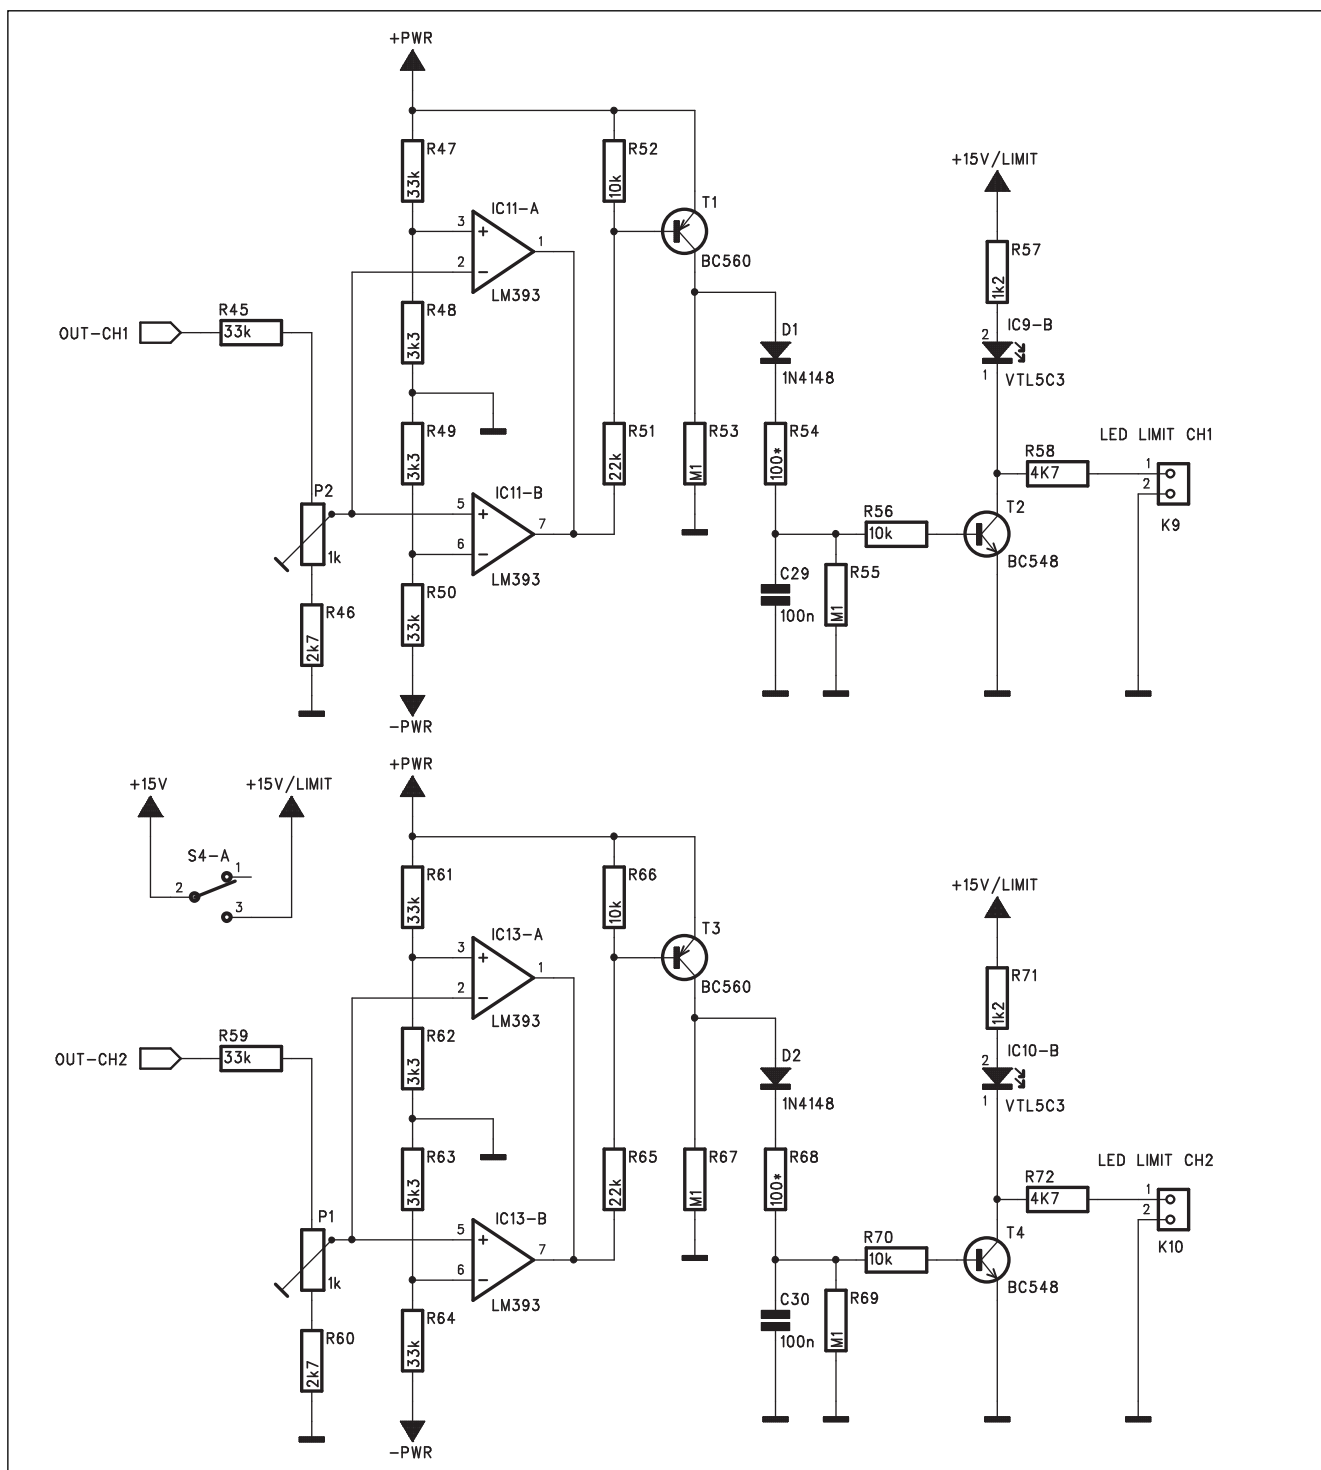 +PWR
R47
33k
R52
10k
T1
BC560
IC11-A
3
+
2
−
1
LM393
+15V/LIMIT
R57
1k2
OUT-CH1
R45
33k
R48
3k3
D1
1N4148
IC9-B
2
1
VTL5C3
R49
3k3
R51
22k
R53
M1
R54
100*
LED LIMIT CH1
R58
4K7
1
2
K9
P2
1k
IC11-B
5
+
6
−
7
LM393
R56
10k
T2
BC548
R46
2k7
R50
33k
C29
100n
R55
M1
-PWR
+PWR
+15V
+15V/LIMIT
S4-A
1
2
3
R61
33k
R66
10k
T3
BC560
IC13-A
3
+
2
−
1
LM393
+15V/LIMIT
R71
1k2
OUT-CH2
R59
33k
R62
3k3
D2
1N4148
IC10-B
2
1
VTL5C3
R63
3k3
R65
22k
R67
M1
R68
100*
LED LIMIT CH2
R72
4K7
1
2
K10
P1
1k
IC13-B
5
+
6
−
7
LM393
R70
10k
T4
BC548
R60
2k7
R64
33k
C30
100n
R69
M1
-PWR